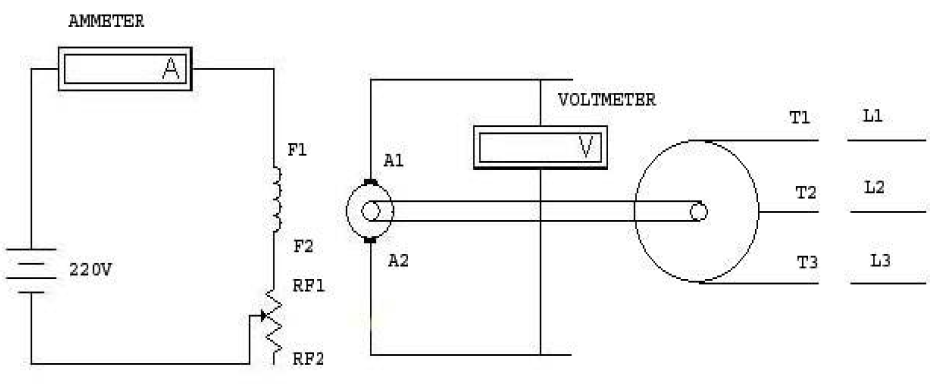 AMMETER
A
VOLTMETER
V
F1
A1
T1
L1
T2
L2
F2
A2
T3
L3
220V
RF1
RF2